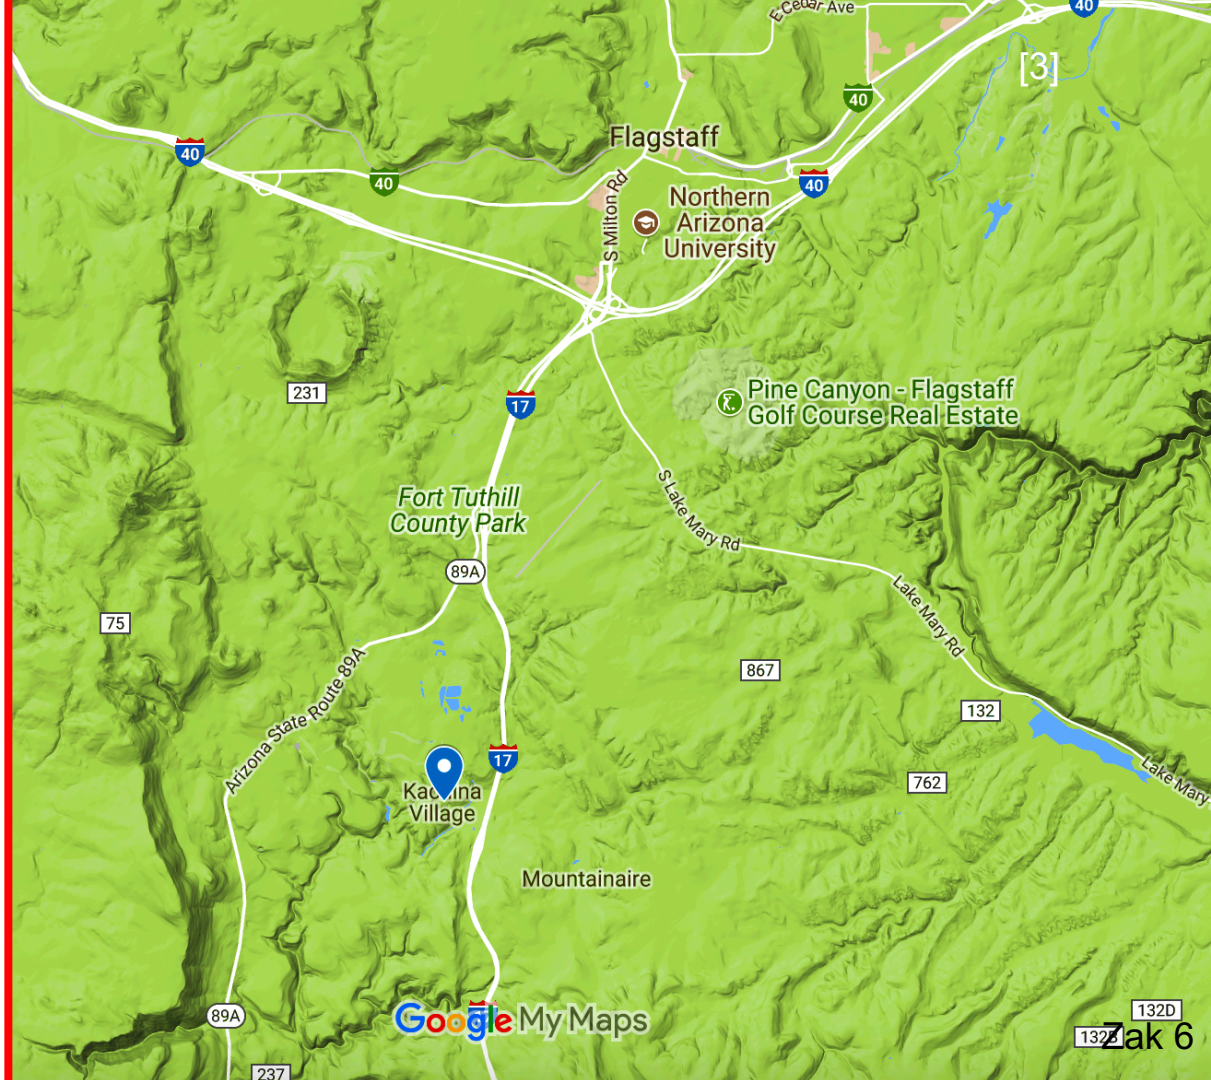 E Cedar Ave
40
[3]
40
Flagstaff
40
40
40
S Milton Rd
Northern
Arizona
University
231
17
Pine Canyon - Flagstaff
Golf Course Real Estate
Fort Tuthill
County Park
S Lake Mary Rd
89A
Lake Mary Rd
75
Arizona State Route 89A
867
132
17
Lake Mary
762
Village
Mountainaire
89A
Google My Maps
132D
Zak 6
237